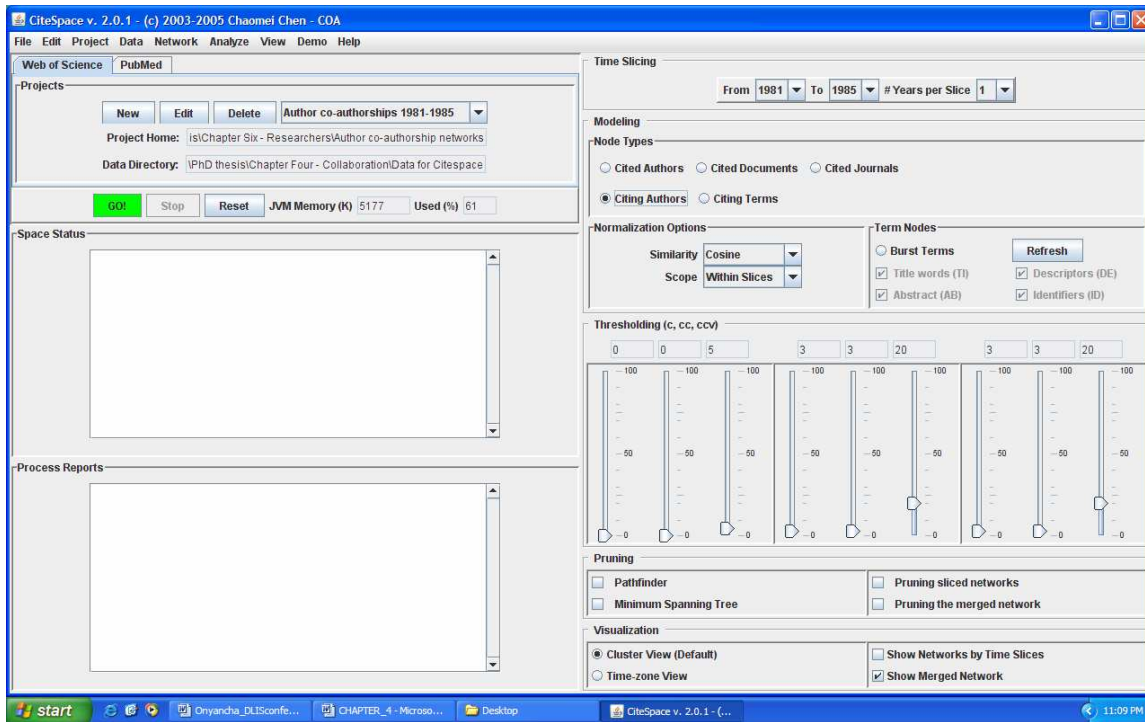 CiteSpace v. 2.0.1 - (c) 2003-2005 Chaomei Chen - COA
File Edit Project Data Network Analyze View Demo Help
Web of Science PubMed
Projects
New Edit Delete Author co-authorships 1981-1985
Project Home: is\Chapter Six - Researchers\Author co-authorship networks
Data Directory: \PhD thesis\Chapter Four - Collaboration\Data for Citespace
GO! Stop Reset JVM Memory (K) 5177 Used (%) 61
Space Status
Process Reports
Time Slicing
From 1981 To 1985 # Years per Slice 1
Modeling
Node Types
Cited Authors Cited Documents Cited Journals
Citing Authors Citing Terms
Normalization Options
Similarity Cosine
Scope Within Slices
Term Nodes
Burst Terms Refresh
Title words (TI) Descriptors (DE)
Abstract (AB) Identifiers (ID)
Thresholding (c, cc, ccv)
0 0 5 3 3 20 3 3 20
100 100 100 100 100 100 100 100 100
50 50 50 50 50 50 50 50 50
0 0 0 0 0 0 0 0 0
Pruning
Pathfinder Pruning sliced networks
Minimum Spanning Tree Pruning the merged network
Visualization
Cluster View (Default) Show Networks by Time Slices
Time-zone View Show Merged Network
start Onyancha_DLISconfe... CHAPTER_4 - Microso... Desktop CiteSpace v. 2.0.1 - (... 11:09 PM